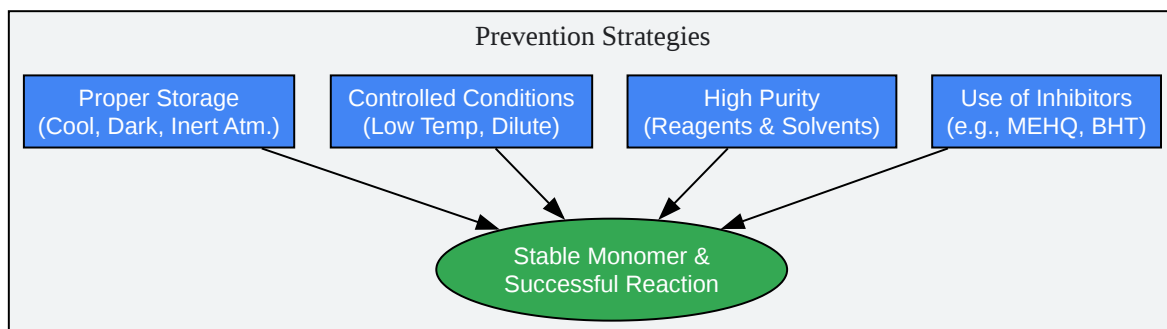 Prevention Strategies
Proper Storage
(Cool, Dark, Inert Atm.)
Controlled Conditions
(Low Temp, Dilute)
High Purity
(Reagents & Solvents)
Use of Inhibitors
(e.g., MEHQ, BHT)
Stable Monomer &
Successful Reaction